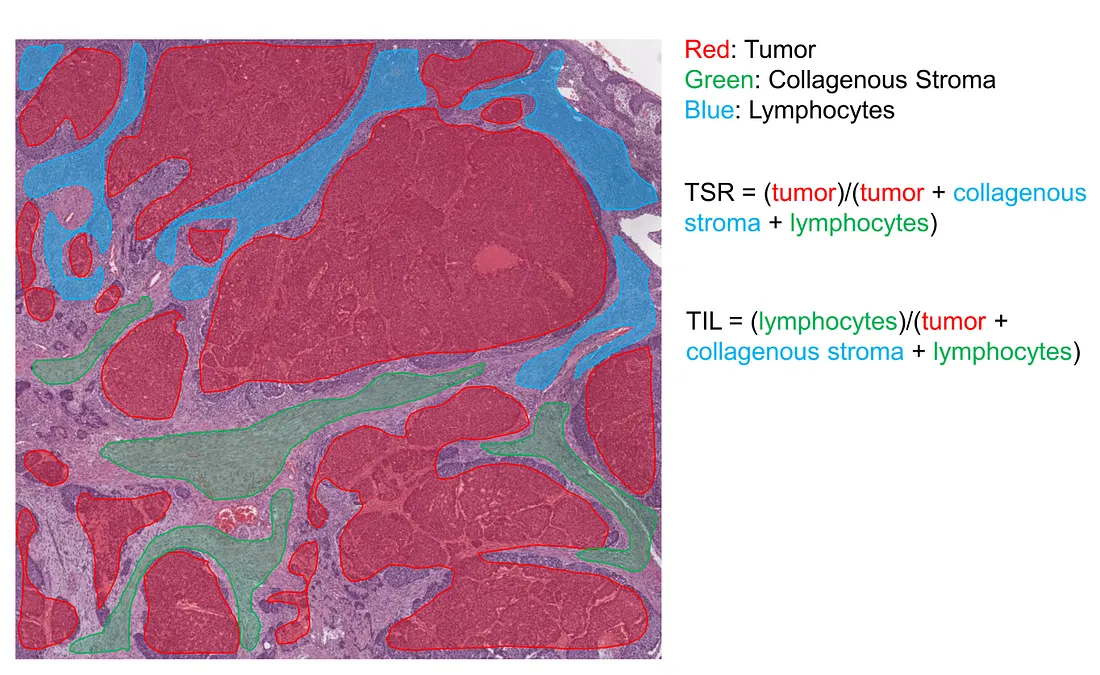 Red: Tumor
Green: Collagenous Stroma
Blue: Lymphocytes
TSR = (tumor)/(tumor + collagenous
stroma + lymphocytes)
TIL = (lymphocytes)/(tumor +
collagenous stroma + lymphocytes)